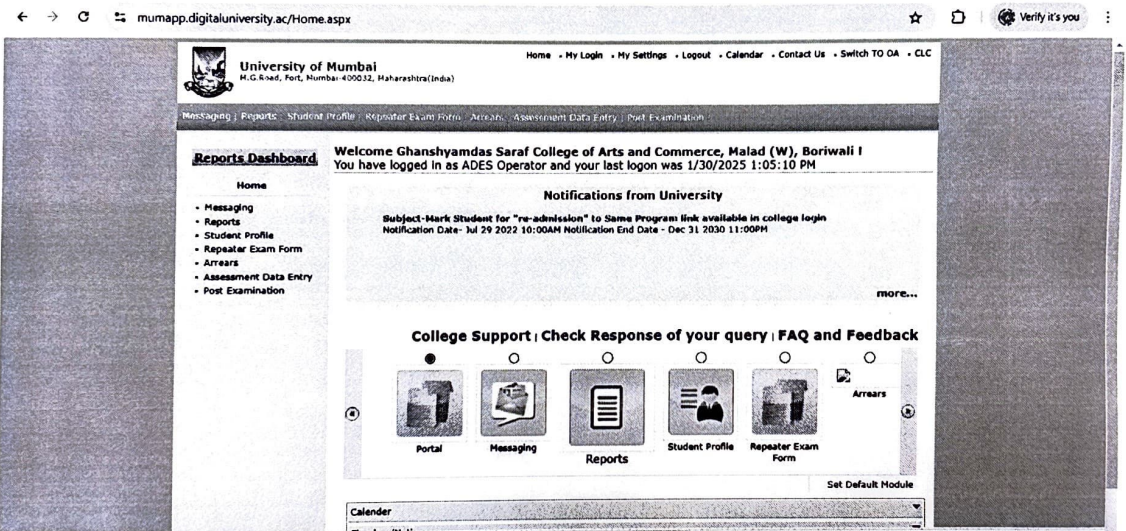 mumapp.digitaluniversity.ac/Home.aspx
Verify it's you
University of Mumbai
M.G.Road, Fort, Mumbai-400032, Maharashtra(India)
Home • My Login • My Settings • Logout • Calendar • Contact Us • Switch TO OA • CLC
Messaging | Reports | Student Profile | Repeater Exam Form | Arrears | Assessment Data Entry | Post Examination
Reports Dashboard
Home
• Messaging
• Reports
• Student Profile
• Repeater Exam Form
• Arrears
• Assessment Data Entry
• Post Examination
Welcome Ghanshyamdas Saraf College of Arts and Commerce, Malad (W), Boriwali
You have logged in as ADES Operator and your last logon was 1/30/2025 1:05:10 PM
Notifications from University
Subject-Mark Student for "re-admission" to Same Program link available in college login
Notification Date- Jul 29 2022 10:00AM Notification End Date - Dec 31 2030 11:00PM
more...
College Support | Check Response of your query | FAQ and Feedback
Portal
Messaging
Reports
Student Profile
Repeater Exam Form
Arrears
Set Default Module
Calender